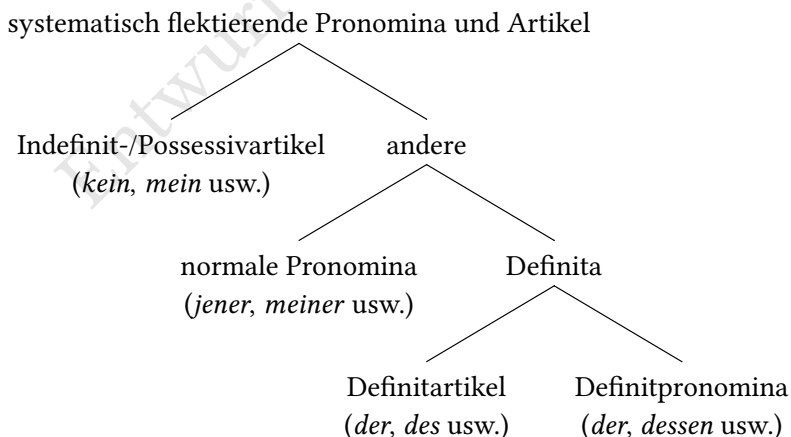 systematisch flektierende Pronomina und Artikel
Indefinit-/Possessivartikel andere
(kein, mein usw.)
normale Pronomina Definita
(jener, meiner usw.)
Definitartikel Definitpronomina
(der, des usw.) (der, dessen usw.)